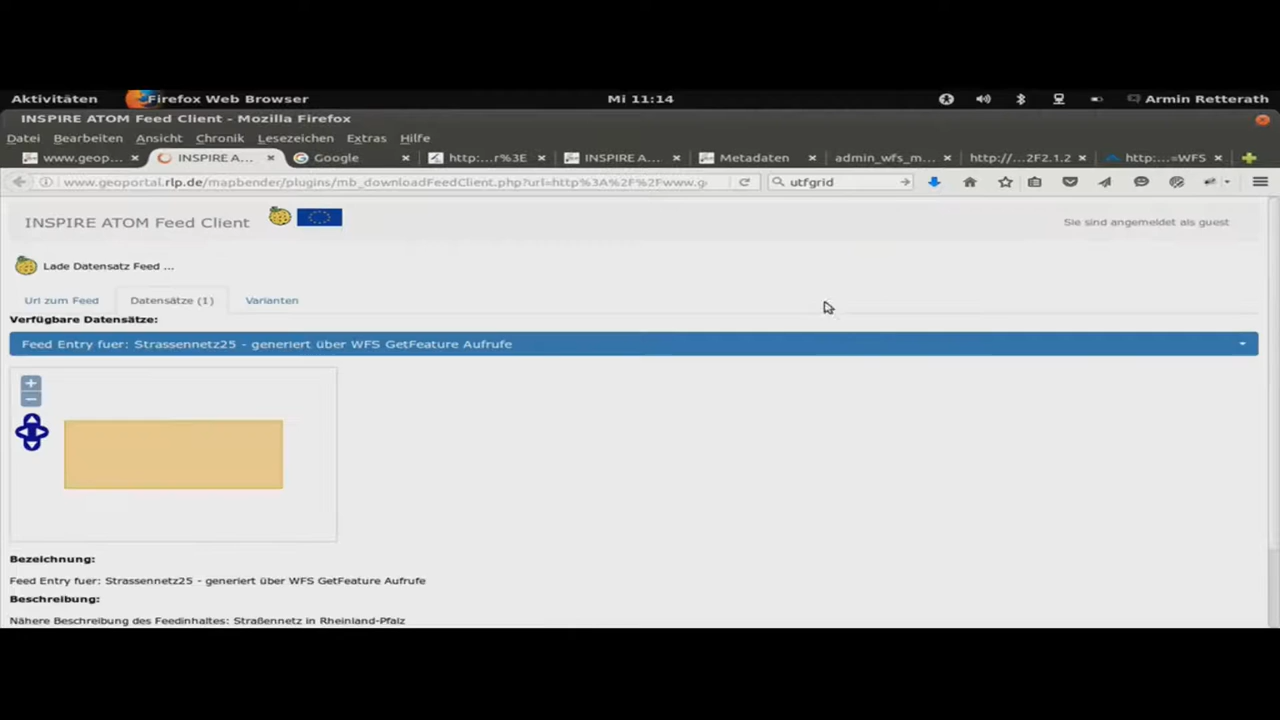 Aktivitäten Firefox Web Browser Mi 11:14 Armin Retterath
INSPIRE ATOM Feed Client - Mozilla Firefox
Datei Bearbeiten Ansicht Chronik Lesezeichen Extras Hilfe
www.geop... INSPIRE A... Google http:...r%3E INSPIRE A... Metadaten admin_wfs_m... http://...2F2.1.2 http:...=WFS
www.geoportal.rlp.de/mapbender/plugins/mb_downloadFeedClient.php?url=http%3A%2F%2Fwww.g utfgrid
INSPIRE ATOM Feed Client Sie sind angemeldet als guest
Lade Datensatz Feed ...
Url zum Feed Datensätze (1) Varianten
Verfügbare Datensätze:
Feed Entry fuer: Strassennetz25 - generiert über WFS GetFeature Aufrufe
+
−
Bezeichnung:
Feed Entry fuer: Strassennetz25 - generiert über WFS GetFeature Aufrufe
Beschreibung:
Nähere Beschreibung des Feedinhaltes: Straßennetz in Rheinland-Pfalz